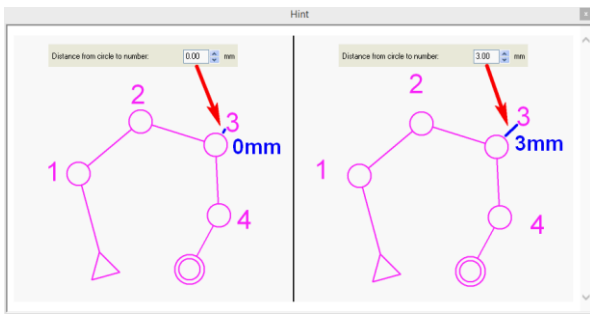 Hint
x
Distance from circle to number: 0.00 mm
2
3
0mm
1
4
Distance from circle to number: 3.00 mm
2
3
3mm
1
4